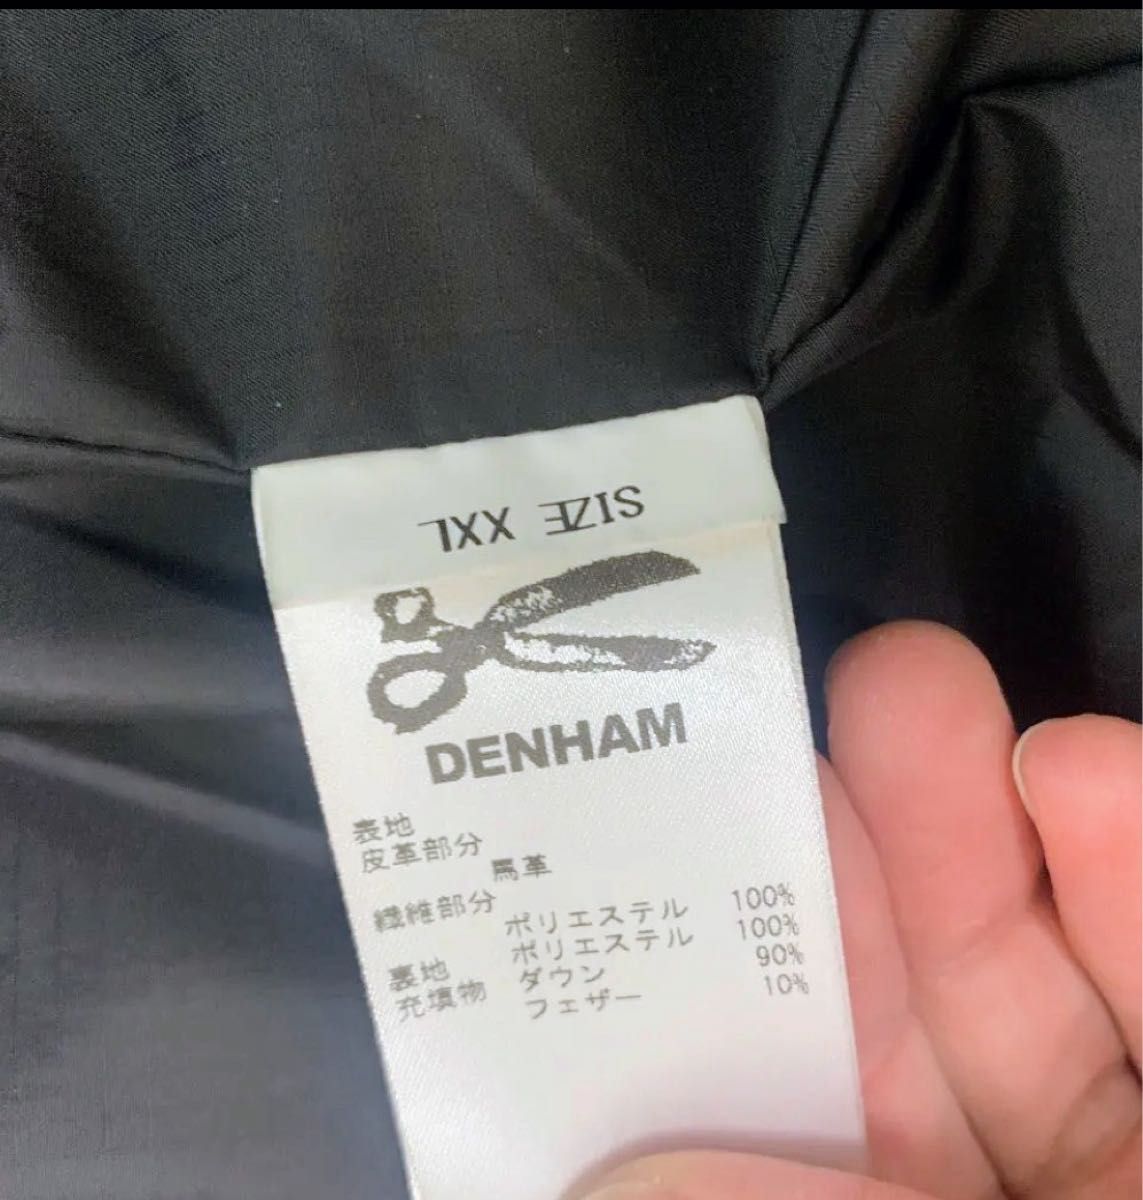 SIZE XXL
DENHAM
表地
皮革部分
馬革
繊維部分
ポリエステル 100%
裏地 ポリエステル 100%
充填物 ダウン 90%
フェザー 10%